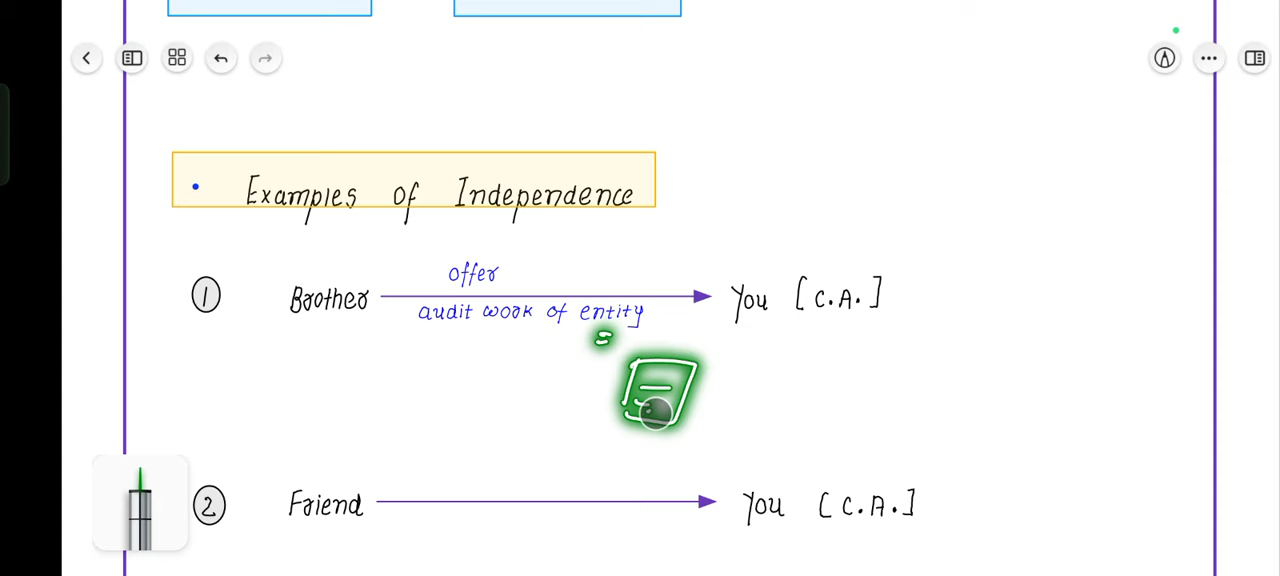 • Examples of Independence
① Brother offer You [C.A.]
audit work of entity
② Friend You [C.A.]